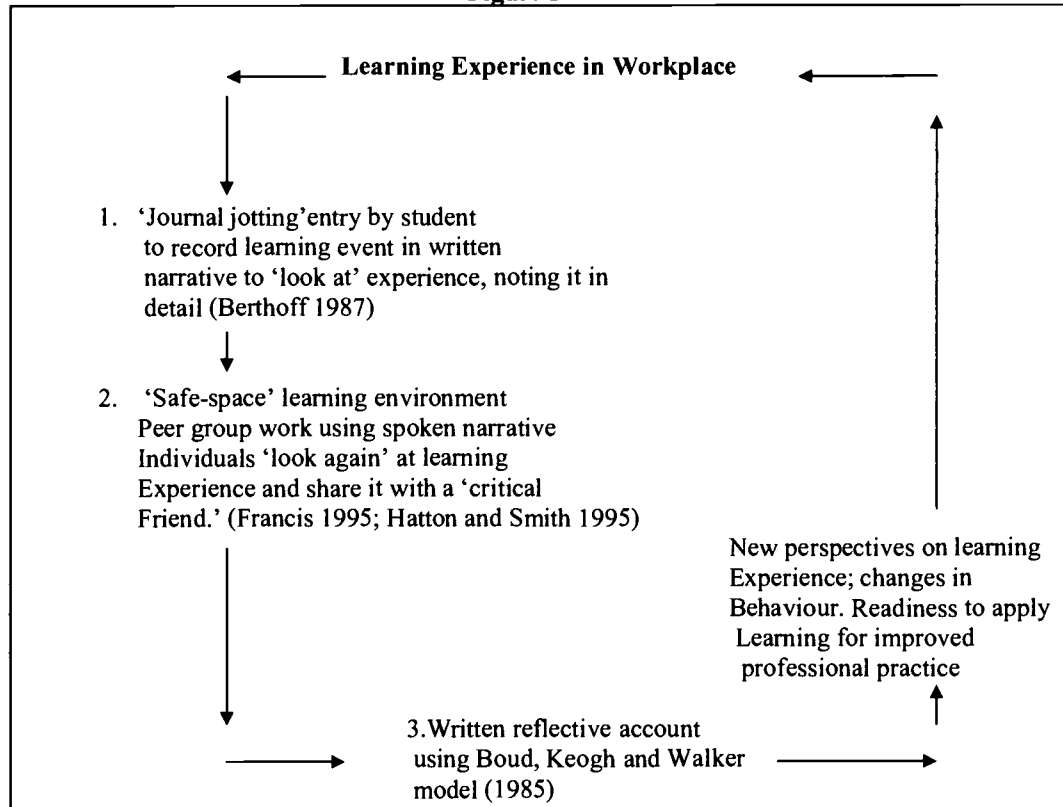 Learning Experience in Workplace
1. ‘Journal jotting’entry by student
to record learning event in written
narrative to ‘look at’ experience, noting it in
detail (Berthoff 1987)
2. ‘Safe-space’ learning environment
Peer group work using spoken narrative
Individuals ‘look again’ at learning
Experience and share it with a ‘critical
Friend.’ (Francis 1995; Hatton and Smith 1995)
New perspectives on learning
Experience; changes in
Behaviour. Readiness to apply
Learning for improved
professional practice
3.Written reflective account
using Boud, Keogh and Walker
model (1985)